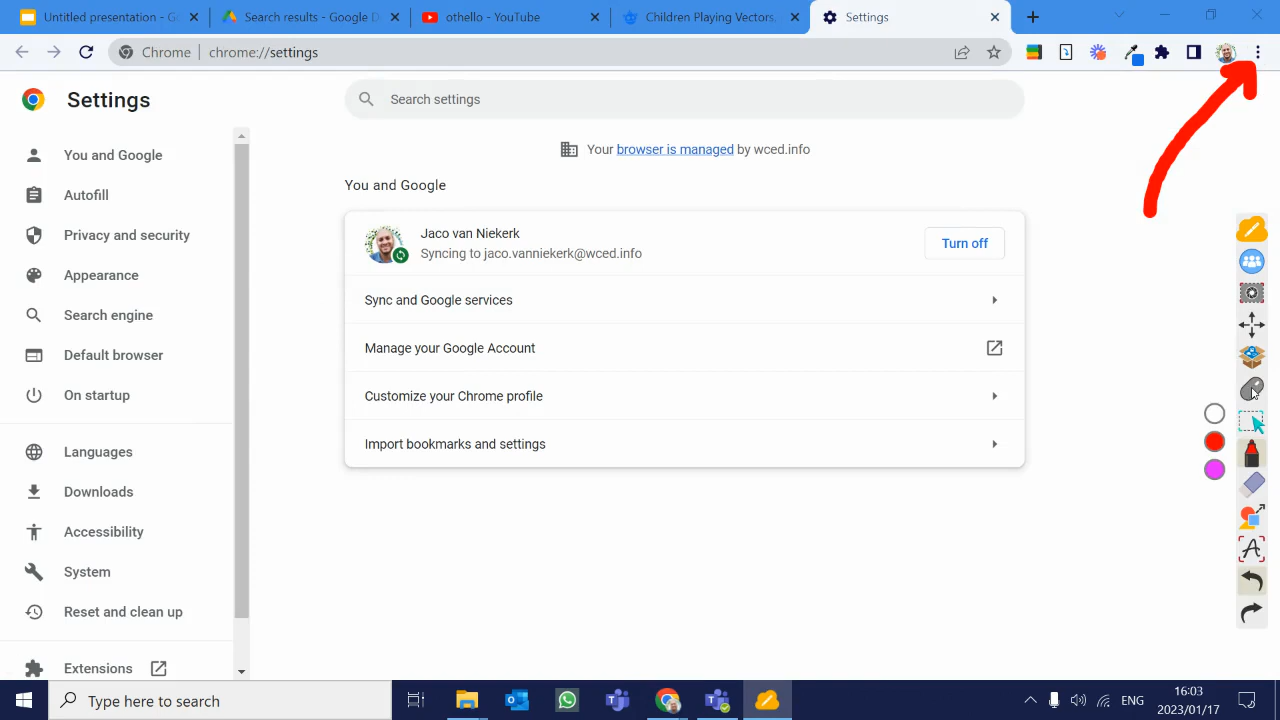 Untitled presentation - G
Search results - Google D
othello - YouTube
Children Playing Vectors,
Settings
Chrome
chrome://settings
Settings
Search settings
Your browser is managed by wced.info
You and Google
Autofill
Privacy and security
Appearance
Search engine
Default browser
On startup
Languages
Downloads
Accessibility
System
Reset and clean up
Extensions
You and Google
Jaco van Niekerk
Syncing to jaco.vanniekerk@wced.info
Turn off
Sync and Google services
Manage your Google Account
Customize your Chrome profile
Import bookmarks and settings
Type here to search
ENG
16:03
2023/01/17